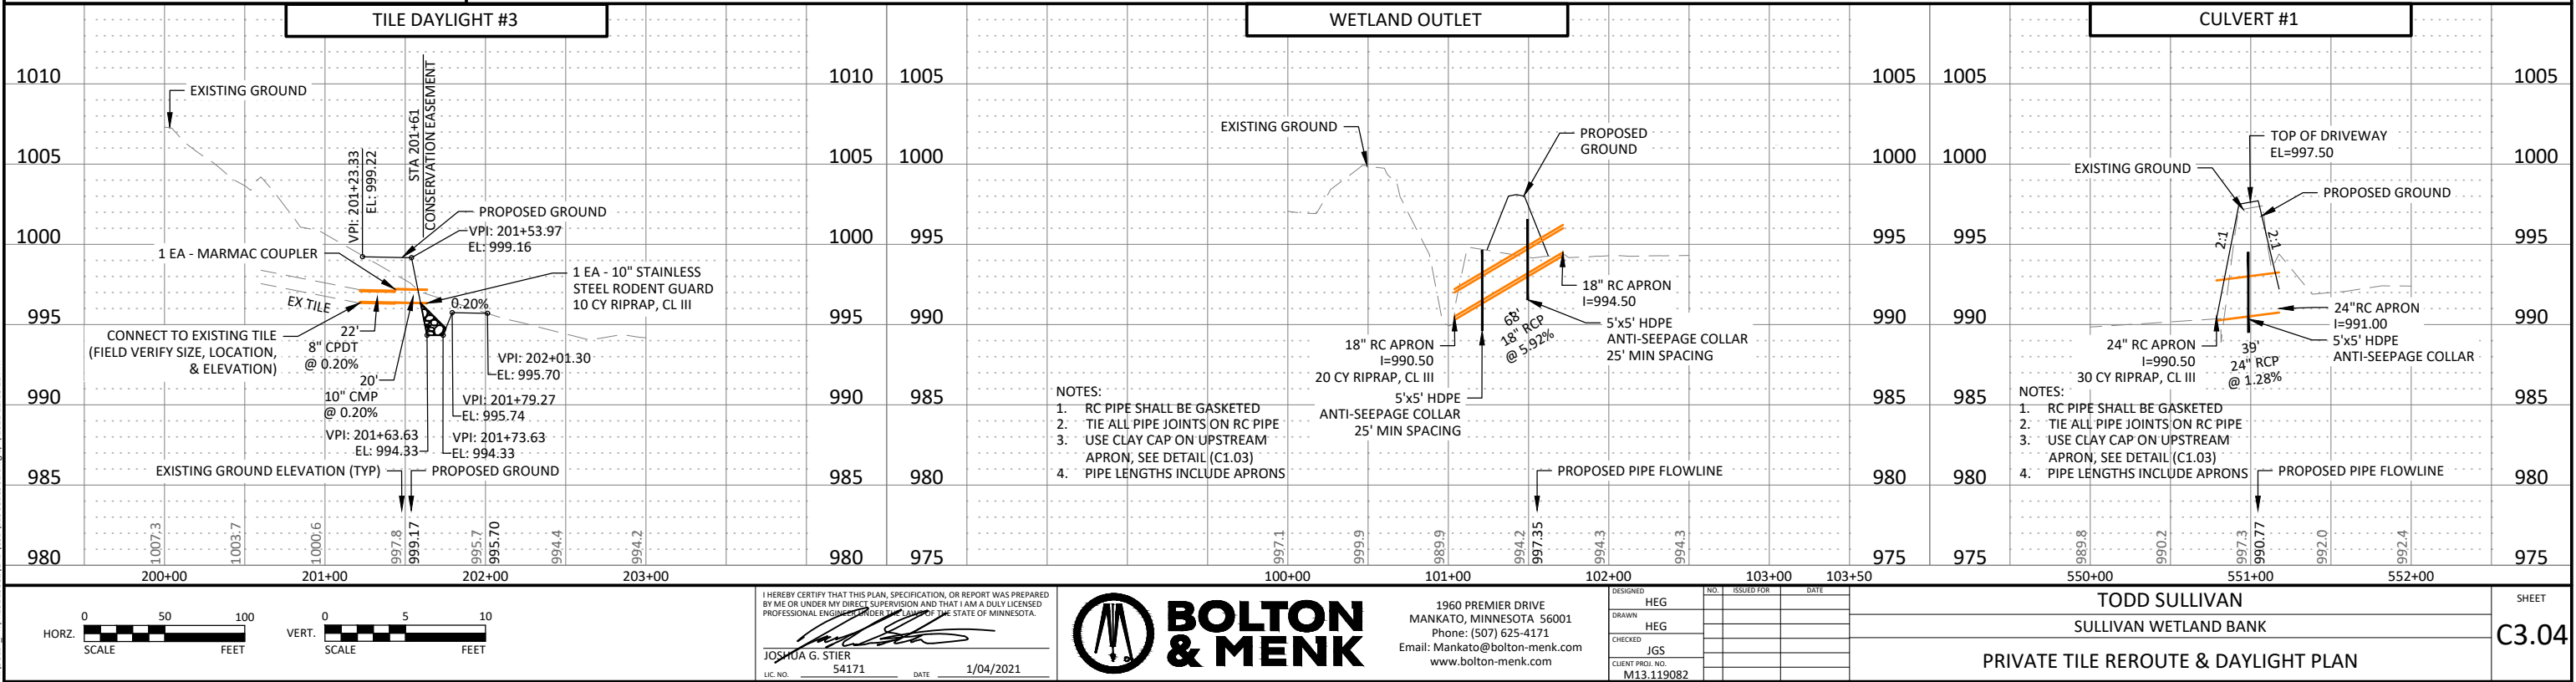 TILE DAYLIGHT #3
1010
1005
1000
995
990
985
980
1010
1005
1000
995
990
985
980
EXISTING GROUND
VPI: 201+23.33
EL: 999.22
STA 201+61
CONSERVATION EASEMENT
PROPOSED GROUND
VPI: 201+53.97
EL: 999.16
1 EA - MARMAC COUPLER
1 EA - 10" STAINLESS
STEEL RODENT GUARD
10 CY RIPRAP, CL III
EX TILE
0.20%
CONNECT TO EXISTING TILE
(FIELD VERIFY SIZE, LOCATION,
& ELEVATION)
22'
8" CPDT
@ 0.20%
20'
10" CMP
@ 0.20%
VPI: 202+01.30
EL: 995.70
VPI: 201+79.27
EL: 995.74
VPI: 201+63.63
EL: 994.33
VPI: 201+73.63
EL: 994.33
EXISTING GROUND ELEVATION (TYP)
PROPOSED GROUND
1007.3
1003.7
1000.6
997.8
999.17
995.7
995.70
994.4
994.2
200+00
201+00
202+00
203+00
WETLAND OUTLET
1005
1000
995
990
985
980
975
1005
1000
995
990
985
980
975
EXISTING GROUND
PROPOSED
GROUND
18" RC APRON
I=994.50
68'
18" RCP
@ 5.92%
5'x5' HDPE
ANTI-SEEPAGE COLLAR
25' MIN SPACING
18" RC APRON
I=990.50
20 CY RIPRAP, CL III
5'x5' HDPE
ANTI-SEEPAGE COLLAR
25' MIN SPACING
NOTES:
1. RC PIPE SHALL BE GASKETED
2. TIE ALL PIPE JOINTS ON RC PIPE
3. USE CLAY CAP ON UPSTREAM
APRON, SEE DETAIL (C1.03)
4. PIPE LENGTHS INCLUDE APRONS
PROPOSED PIPE FLOWLINE
997.1
999.9
989.9
994.2
997.35
994.3
994.3
100+00
101+00
102+00
103+00
103+50
CULVERT #1
1005
1000
995
990
985
980
975
1005
1000
995
990
985
980
975
TOP OF DRIVEWAY
EL=997.50
EXISTING GROUND
PROPOSED GROUND
2:1
2:1
24"RC APRON
I=991.00
5'x5' HDPE
ANTI-SEEPAGE COLLAR
24" RC APRON
I=990.50
30 CY RIPRAP, CL III
39'
24" RCP
@ 1.28%
NOTES:
1. RC PIPE SHALL BE GASKETED
2. TIE ALL PIPE JOINTS ON RC PIPE
3. USE CLAY CAP ON UPSTREAM
APRON, SEE DETAIL (C1.03)
4. PIPE LENGTHS INCLUDE APRONS
PROPOSED PIPE FLOWLINE
989.8
990.2
997.3
990.77
992.0
992.4
550+00
551+00
552+00
HORZ.
0 50 100
SCALE FEET
VERT.
0 5 10
SCALE FEET
I HEREBY CERTIFY THAT THIS PLAN, SPECIFICATION, OR REPORT WAS PREPARED
BY ME OR UNDER MY DIRECT SUPERVISION AND THAT I AM A DULY LICENSED
PROFESSIONAL ENGINEER UNDER THE LAWS OF THE STATE OF MINNESOTA.
JOSHUA G. STIER
LIC. NO. 54171 DATE 1/04/2021
BOLTON
& MENK
1960 PREMIER DRIVE
MANKATO, MINNESOTA 56001
Phone: (507) 625-4171
Email: Mankato@bolton-menk.com
www.bolton-menk.com
DESIGNED
HEG
DRAWN
HEG
CHECKED
JGS
CLIENT PROJ. NO.
M13.119082
NO. ISSUED FOR DATE
TODD SULLIVAN
SULLIVAN WETLAND BANK
PRIVATE TILE REROUTE & DAYLIGHT PLAN
SHEET
C3.04